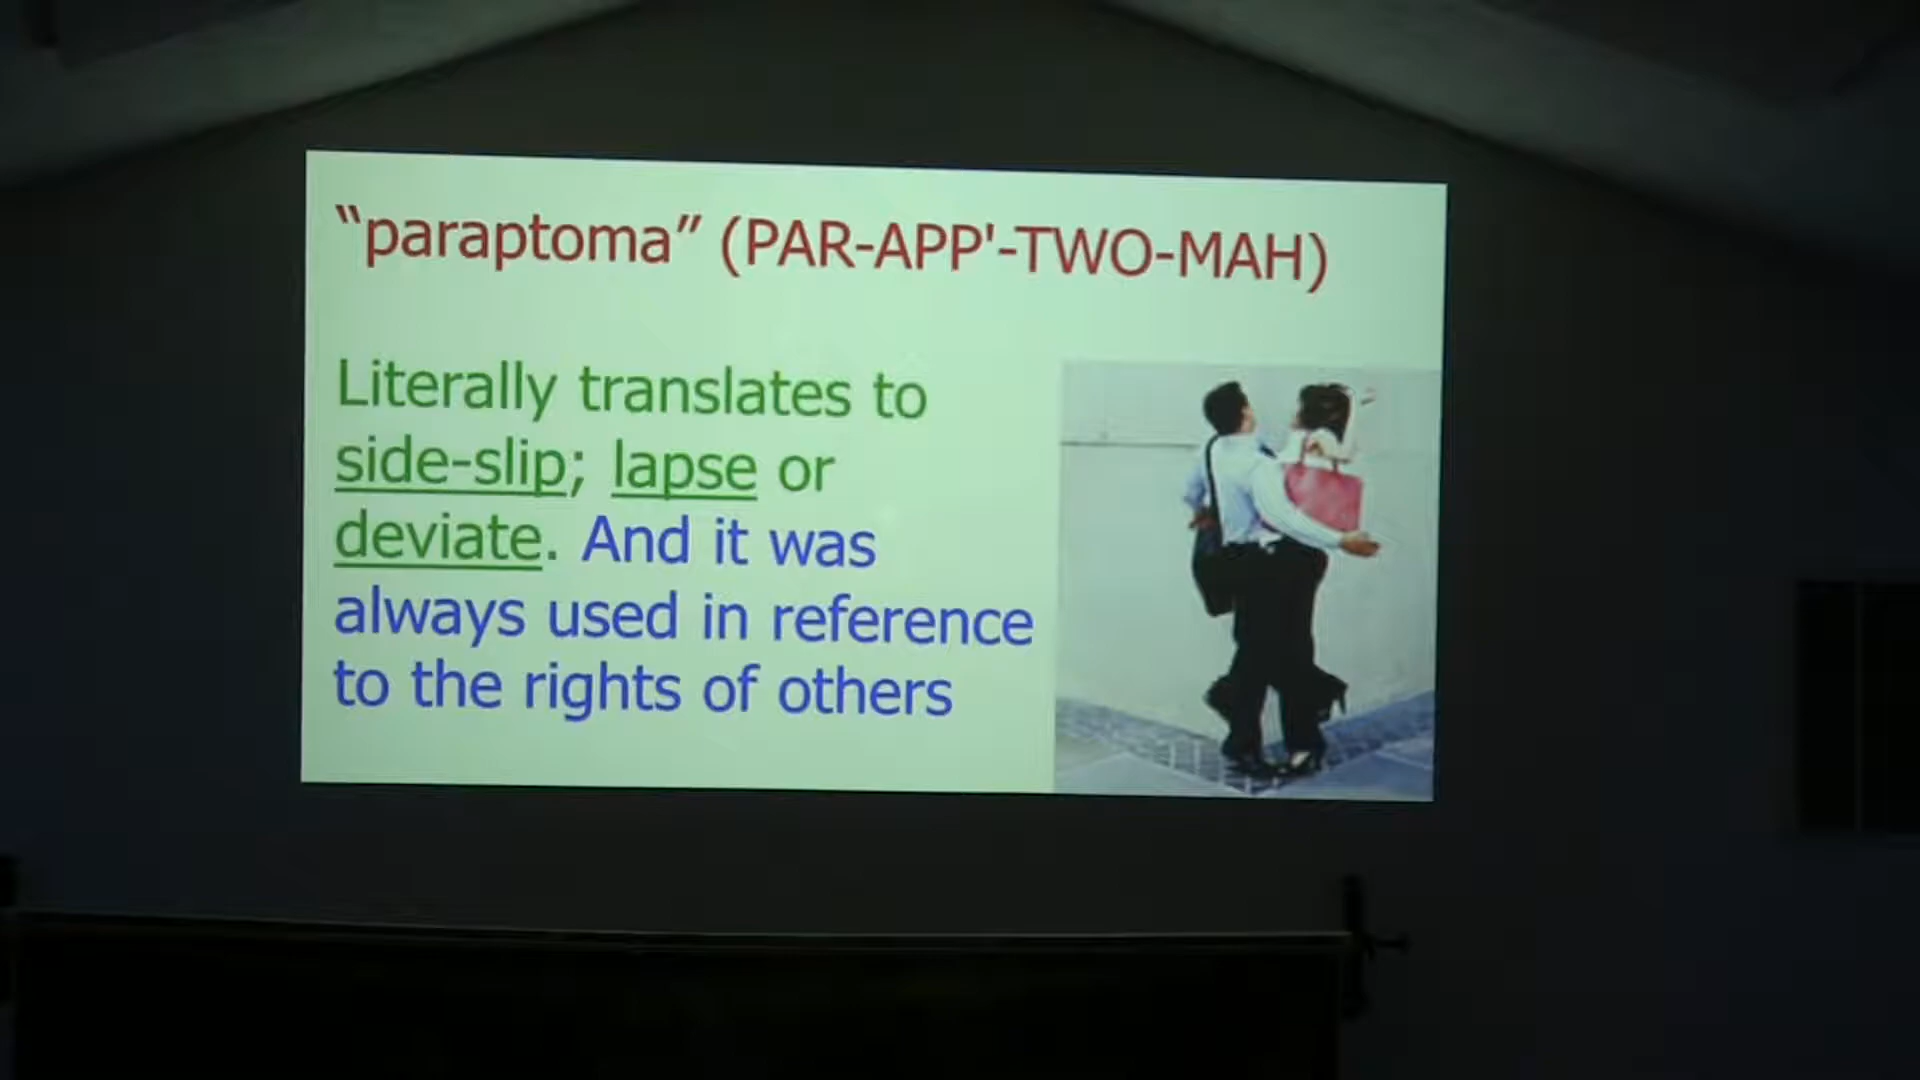 “paraptoma” (PAR-APP'-TWO-MAH)
Literally translates to
side-slip; lapse or
deviate. And it was
always used in reference
to the rights of others